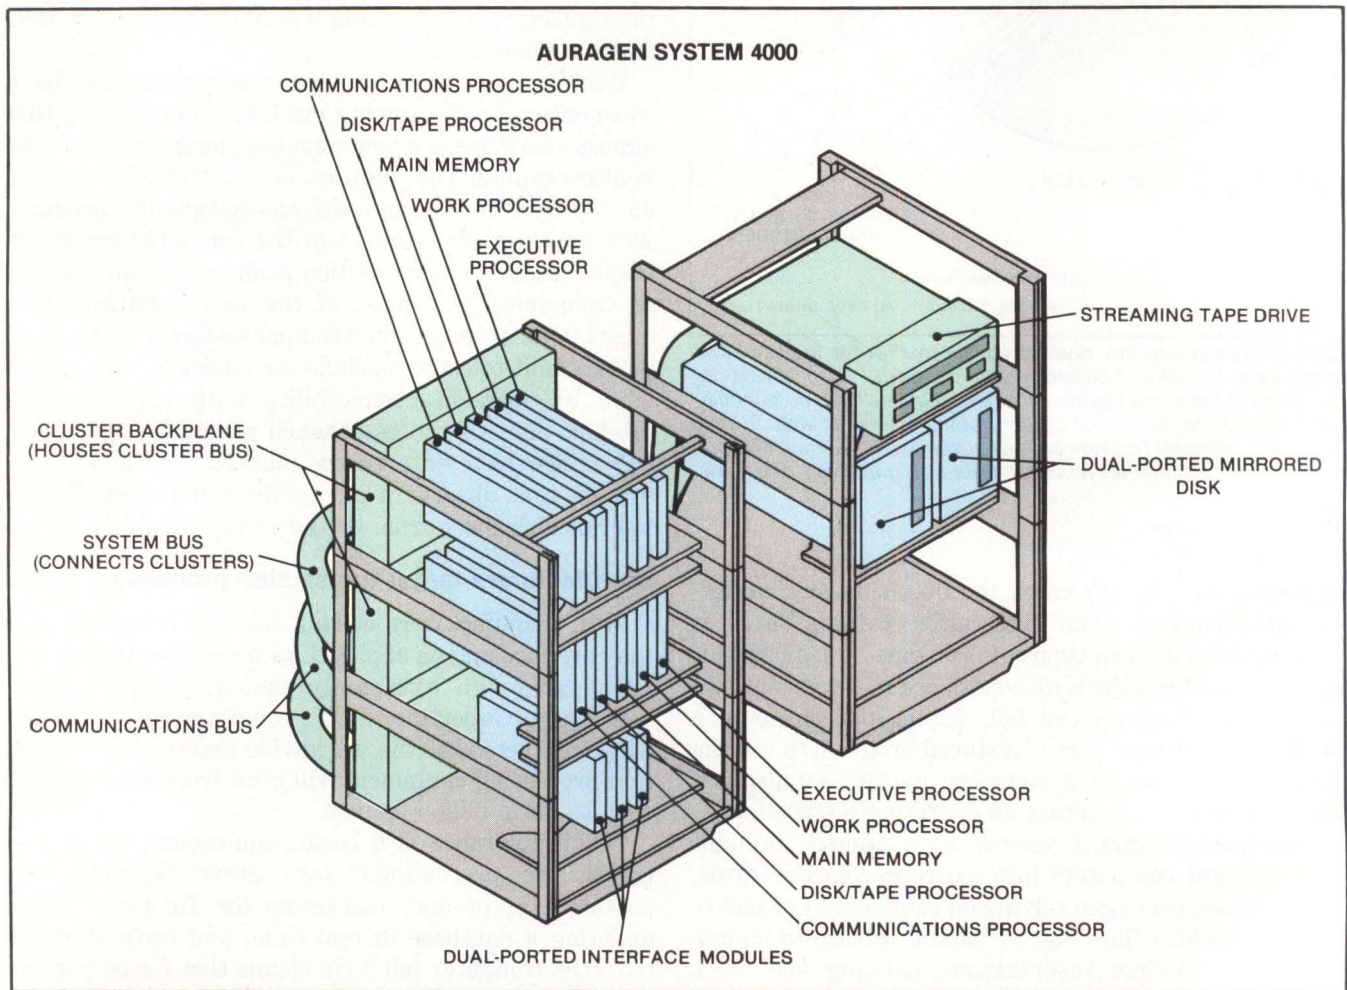 AURAGEN SYSTEM 4000
COMMUNICATIONS PROCESSOR
DISK/TAPE PROCESSOR
MAIN MEMORY
WORK PROCESSOR
EXECUTIVE
PROCESSOR
STREAMING TAPE DRIVE
CLUSTER BACKPLANE
(HOUSES CLUSTER BUS)
DUAL-PORTED MIRRORED
DISK
SYSTEM BUS
(CONNECTS CLUSTERS)
COMMUNICATIONS BUS
EXECUTIVE PROCESSOR
WORK PROCESSOR
MAIN MEMORY
DISK/TAPE PROCESSOR
COMMUNICATIONS PROCESSOR
DUAL-PORTED INTERFACE MODULES